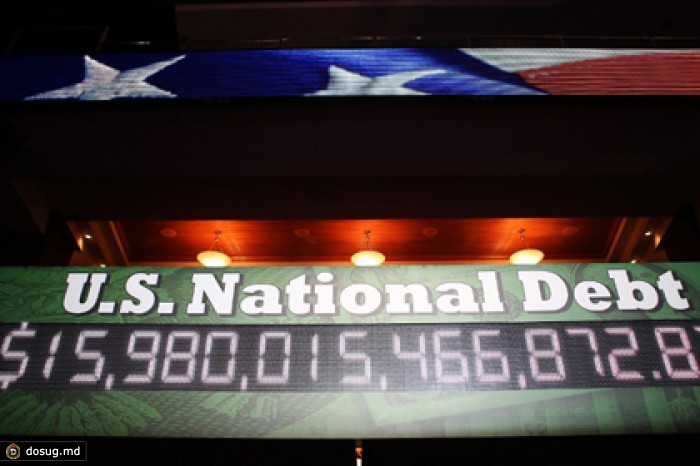 U.S. National Debt
$15,980,015,466,872.8
dosug.md